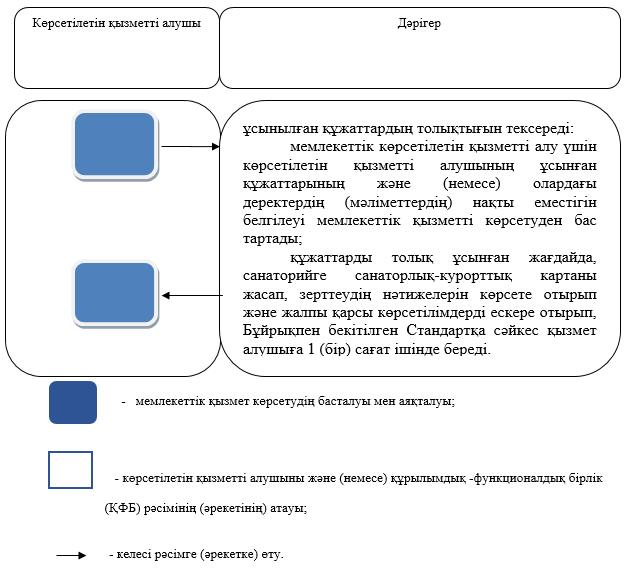 Көрсетілетін қызметті алушы
Дәрігер
ұсынылған құжаттардың толықтығын тексереді:
мемлекеттік көрсетілетін қызметті алу үшін
көрсетілетін қызметті алушының ұсынған
құжаттарының және (немесе) олардағы
деректердің (мәліметтердің) нақты еместігін
белгілеуі мемлекеттік қызметті көрсетуден бас
тартады;
құжаттарды толық ұсынған жағдайда,
санаторийге санаторлық-курорттық картаны
жасап, зерттеудің нәтижелерін көрсете отырып
және жалпы қарсы көрсетілімдерді ескере отырып,
Бұйрықпен бекітілген Стандартқа сәйкес қызмет
алушыға 1 (бір) сағат ішінде береді.
- мемлекеттік қызмет көрсетудің басталуы мен аяқталуы;
- көрсетілетін қызметті алушыны және (немесе) құрылымдық -функционалдық бірлік
(ҚФБ) рәсімінің (әрекетінің) атауы;
- келесі рәсімге (әрекетке) өту.